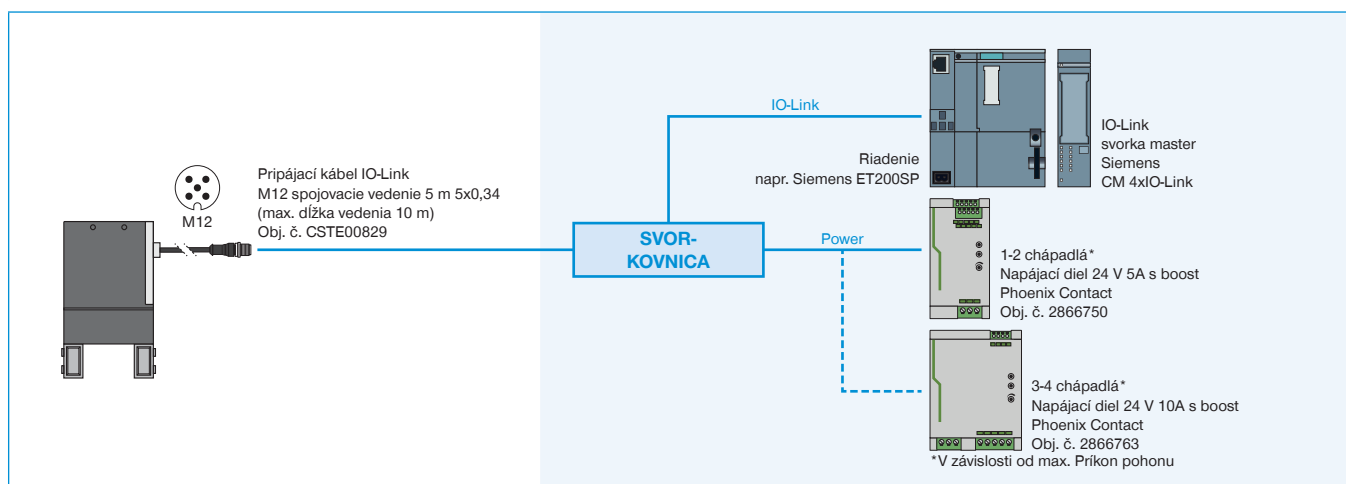 M12
Pripájací kábel IO-Link
M12 spojovacie vedenie 5 m 5x0,34
(max. dĺžka vedenia 10 m)
Obj. č. CSTE00829
SVOR-
KOVNICA
IO-Link
Power
Riadenie
napr. Siemens ET200SP
IO-Link
svorka master
Siemens
CM 4xIO-Link
1-2 chápadlá*
Napájací diel 24 V 5A s boost
Phoenix Contact
Obj. č. 2866750
3-4 chápadlá*
Napájací diel 24 V 10A s boost
Phoenix Contact
Obj. č. 2866763
*V závislosti od max. Príkon pohonu